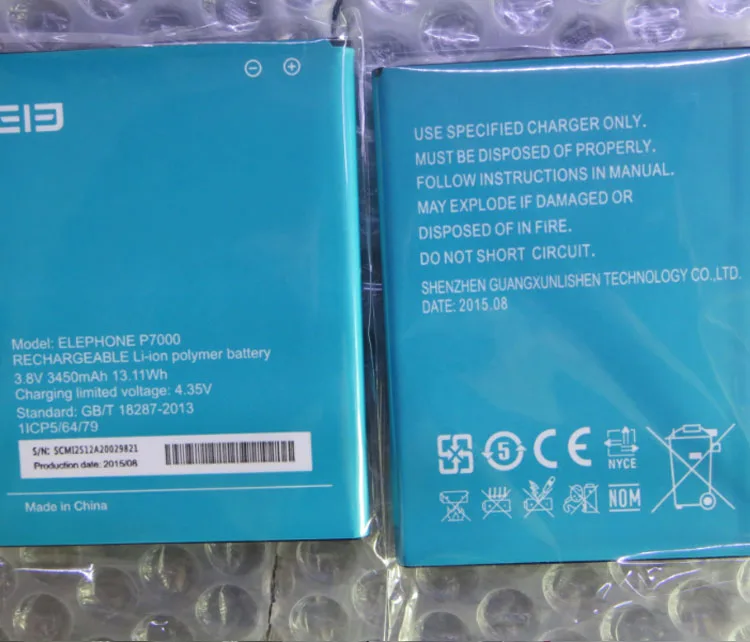 Model: ELEPHONE P7000
RECHARGEABLE Li-ion polymer battery
3.8V 3450mAh 13.11Wh
Charging limited voltage: 4.35V
Standard: GB/T 18287-2013
1ICP5/64/79
S/N: SCMI2512A20029821
Production date: 2015/08
Made in China
USE SPECIFIED CHARGER ONLY.
MUST BE DISPOSED OF PROPERLY.
FOLLOW INSTRUCTIONS IN MANUAL.
MAY EXPLODE IF DAMAGED OR
DISPOSED OF IN FIRE.
DO NOT SHORT CIRCUIT.
SHENZHEN GUANGXUNLISHEN TECHNOLOGY CO.,LTD.
DATE: 2015.08
5 CE NYCE
NOM